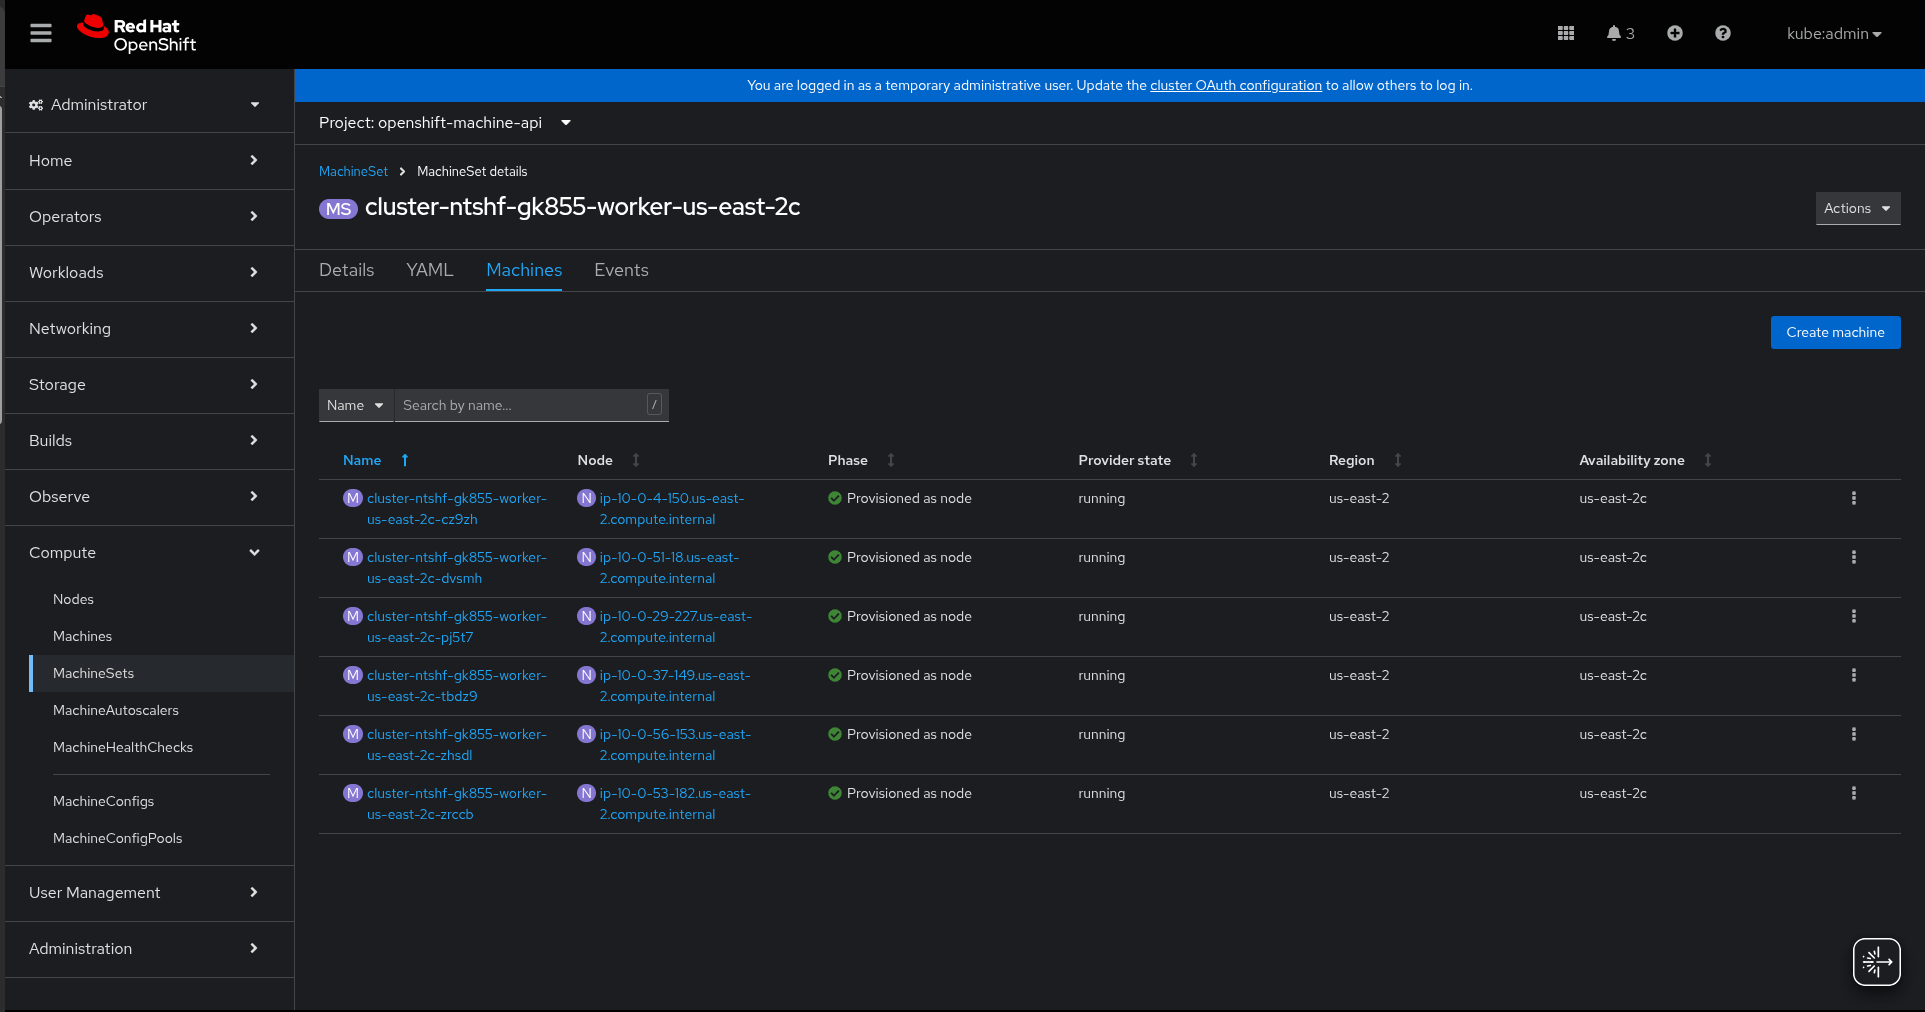 Red Hat
OpenShift
3
kube:admin
You are logged in as a temporary administrative user. Update the cluster OAuth configuration to allow others to log in.
Administrator
Home
Operators
Workloads
Networking
Storage
Builds
Observe
Compute
Nodes
Machines
MachineSets
MachineAutoscalers
MachineHealthChecks
MachineConfigs
MachineConfigPools
User Management
Administration
Project: openshift-machine-api
MachineSet MachineSet details
MS cluster-ntshf-gk855-worker-us-east-2c
Actions
Details YAML Machines Events
Create machine
Name Search by name... /
Name Node Phase Provider state Region Availability zone
M cluster-ntshf-gk855-worker-
us-east-2c-cz9zh
N ip-10-0-4-150.us-east-
2.compute.internal
Provisioned as node running us-east-2 us-east-2c
M cluster-ntshf-gk855-worker-
us-east-2c-dvsmh
N ip-10-0-51-18.us-east-
2.compute.internal
Provisioned as node running us-east-2 us-east-2c
M cluster-ntshf-gk855-worker-
us-east-2c-pj5t7
N ip-10-0-29-227.us-east-
2.compute.internal
Provisioned as node running us-east-2 us-east-2c
M cluster-ntshf-gk855-worker-
us-east-2c-tbdz9
N ip-10-0-37-149.us-east-
2.compute.internal
Provisioned as node running us-east-2 us-east-2c
M cluster-ntshf-gk855-worker-
us-east-2c-zhsdl
N ip-10-0-56-153.us-east-
2.compute.internal
Provisioned as node running us-east-2 us-east-2c
M cluster-ntshf-gk855-worker-
us-east-2c-zrccb
N ip-10-0-53-182.us-east-
2.compute.internal
Provisioned as node running us-east-2 us-east-2c